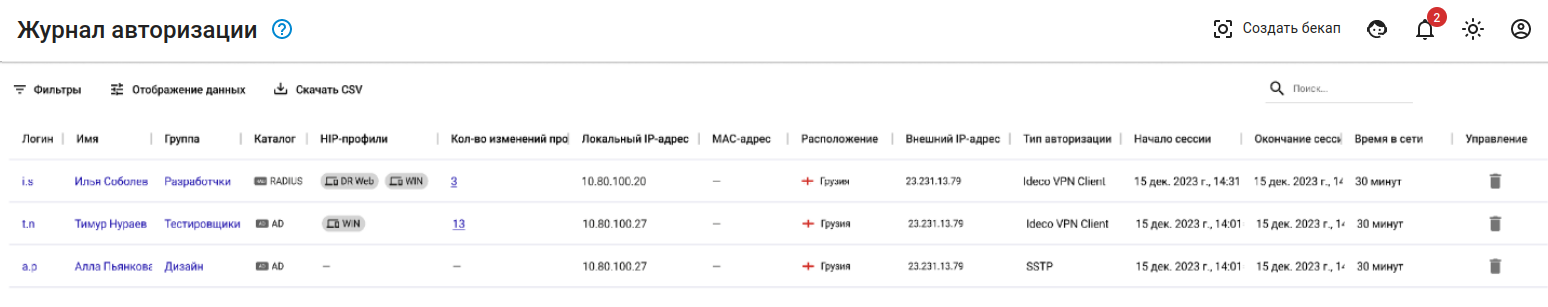 Журнал авторизации
Создать бекап
2
Фильтры Отображение данных Скачать CSV Поиск...
Логин Имя Группа Каталог HIP-профили Кол-во изменений про Локальный IP-адрес MAC-адрес Расположение Внешний IP-адрес Тип авторизации Начало сессии Окончание сесси Время в сети Управление
i.s Илья Соболев Разработчки RADIUS DR Web WIN 3 10.80.100.20 — Грузия 23.231.13.79 Ideco VPN Client 15 дек. 2023 г., 14:31 15 дек. 2023 г., 14 30 минут
t.n Тимур Нураев Тестировщики AD WIN 13 10.80.100.27 — Грузия 23.231.13.79 Ideco VPN Client 15 дек. 2023 г., 14:01 15 дек. 2023 г., 14 30 минут
a.p Алла Пьянкова Дизайн AD — — 10.80.100.27 — Грузия 23.231.13.79 SSTP 15 дек. 2023 г., 14:01 15 дек. 2023 г., 14 30 минут